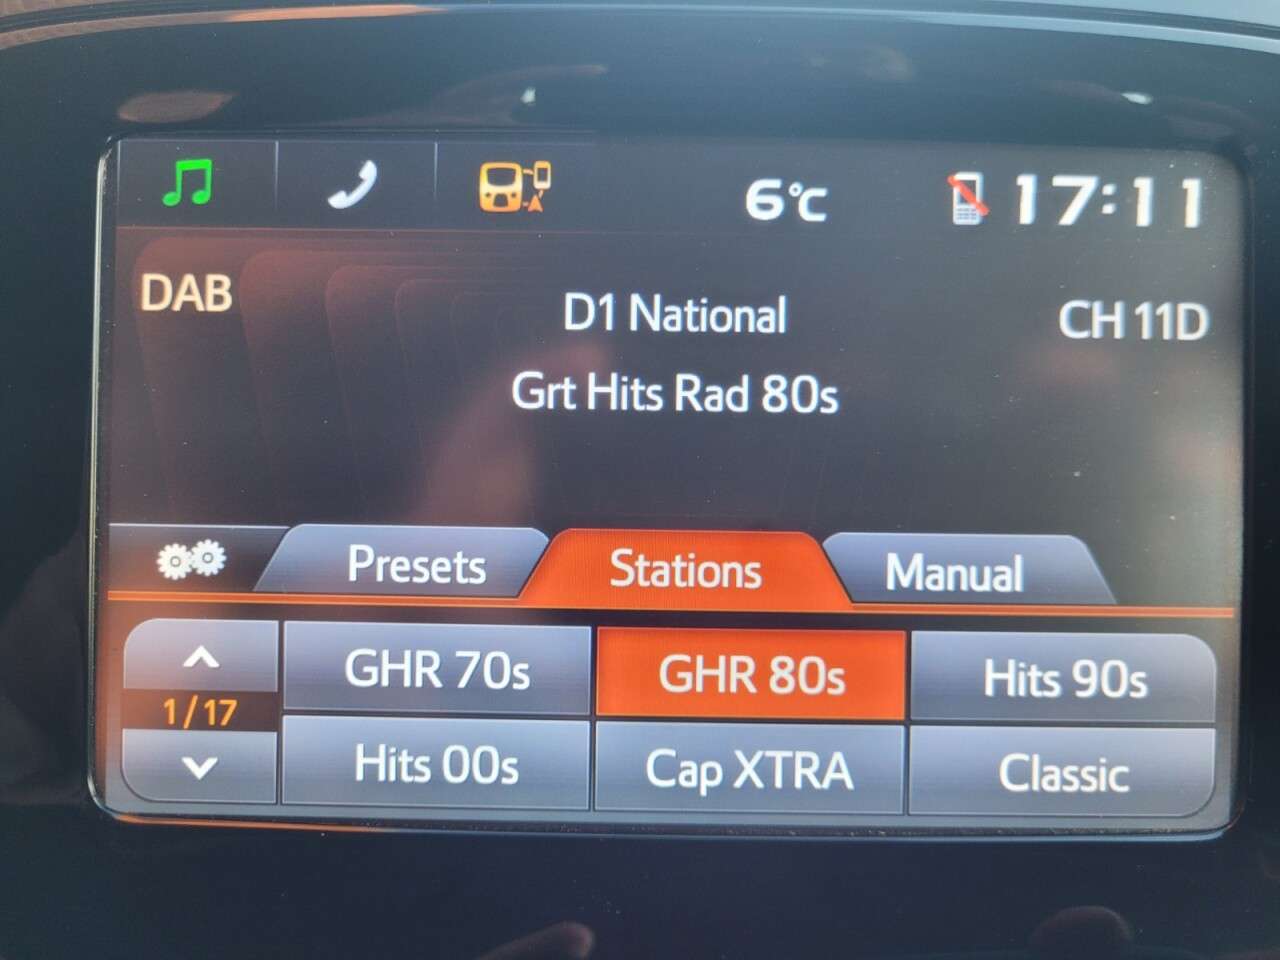 6°C 17:11
DAB D1 National CH 11D
Grt Hits Rad 80s
Presets Stations Manual
GHR 70s GHR 80s Hits 90s
1/17
Hits 00s Cap XTRA Classic